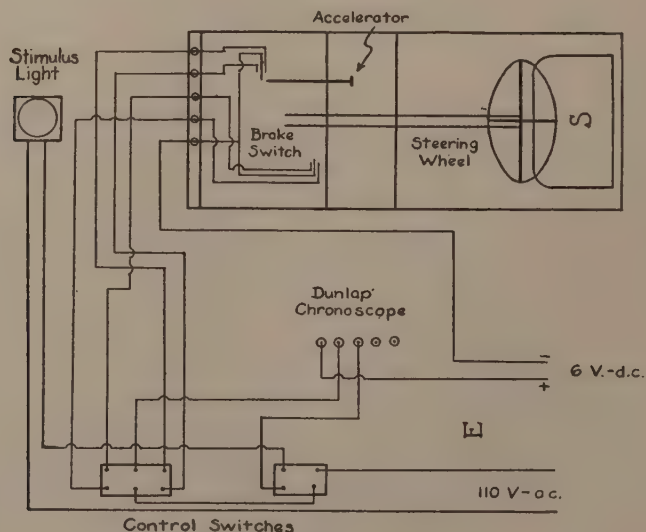 Accelerator
Stimulus
Light
Brake
Switch
Steering
Wheel
S
Dunlap
Chronoscope
–
6 V.-d.c.
+
E
110 V-a.c.
Control Switches